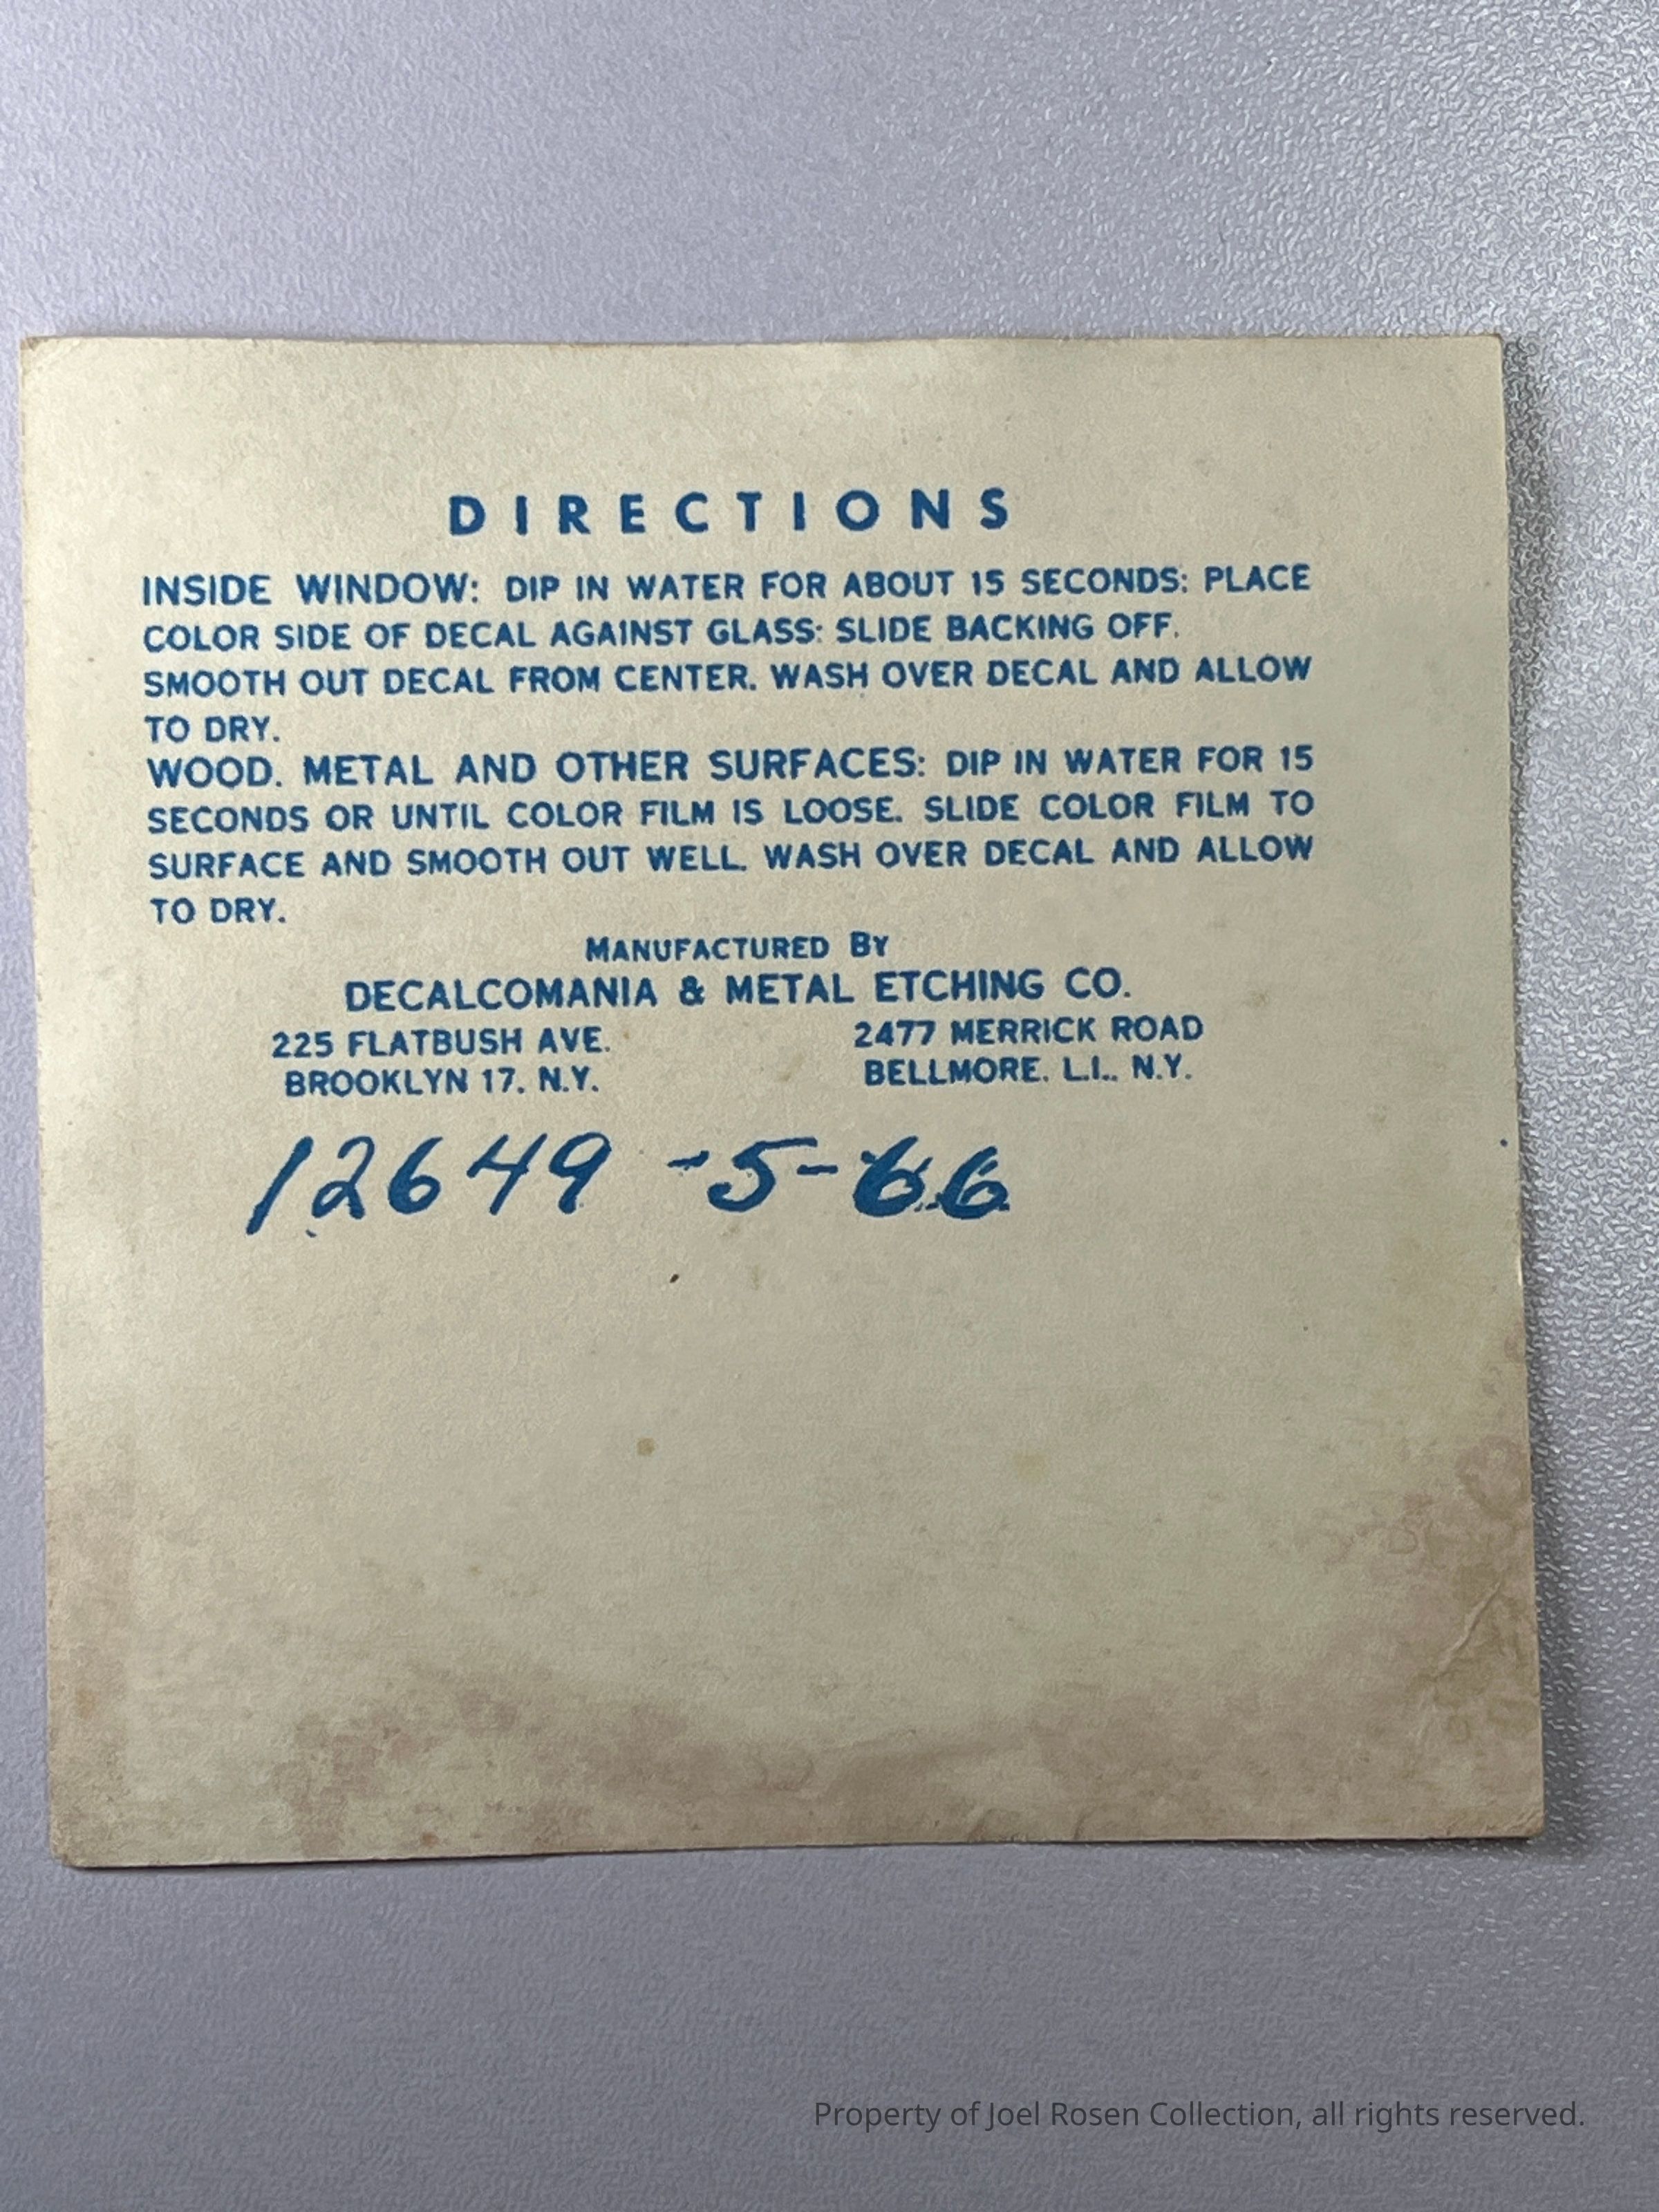 DIRECTIONS
INSIDE WINDOW: DIP IN WATER FOR ABOUT 15 SECONDS: PLACE
COLOR SIDE OF DECAL AGAINST GLASS: SLIDE BACKING OFF.
SMOOTH OUT DECAL FROM CENTER. WASH OVER DECAL AND ALLOW
TO DRY.
WOOD. METAL AND OTHER SURFACES: DIP IN WATER FOR 15
SECONDS OR UNTIL COLOR FILM IS LOOSE. SLIDE COLOR FILM TO
SURFACE AND SMOOTH OUT WELL. WASH OVER DECAL AND ALLOW
TO DRY.
MANUFACTURED BY
DECALCOMANIA & METAL ETCHING CO.
225 FLATBUSH AVE.
BROOKLYN 17. N.Y.
2477 MERRICK ROAD
BELLMORE. L.I.. N.Y.
12649 -5-66
Property of Joel Rosen Collection, all rights reserved.